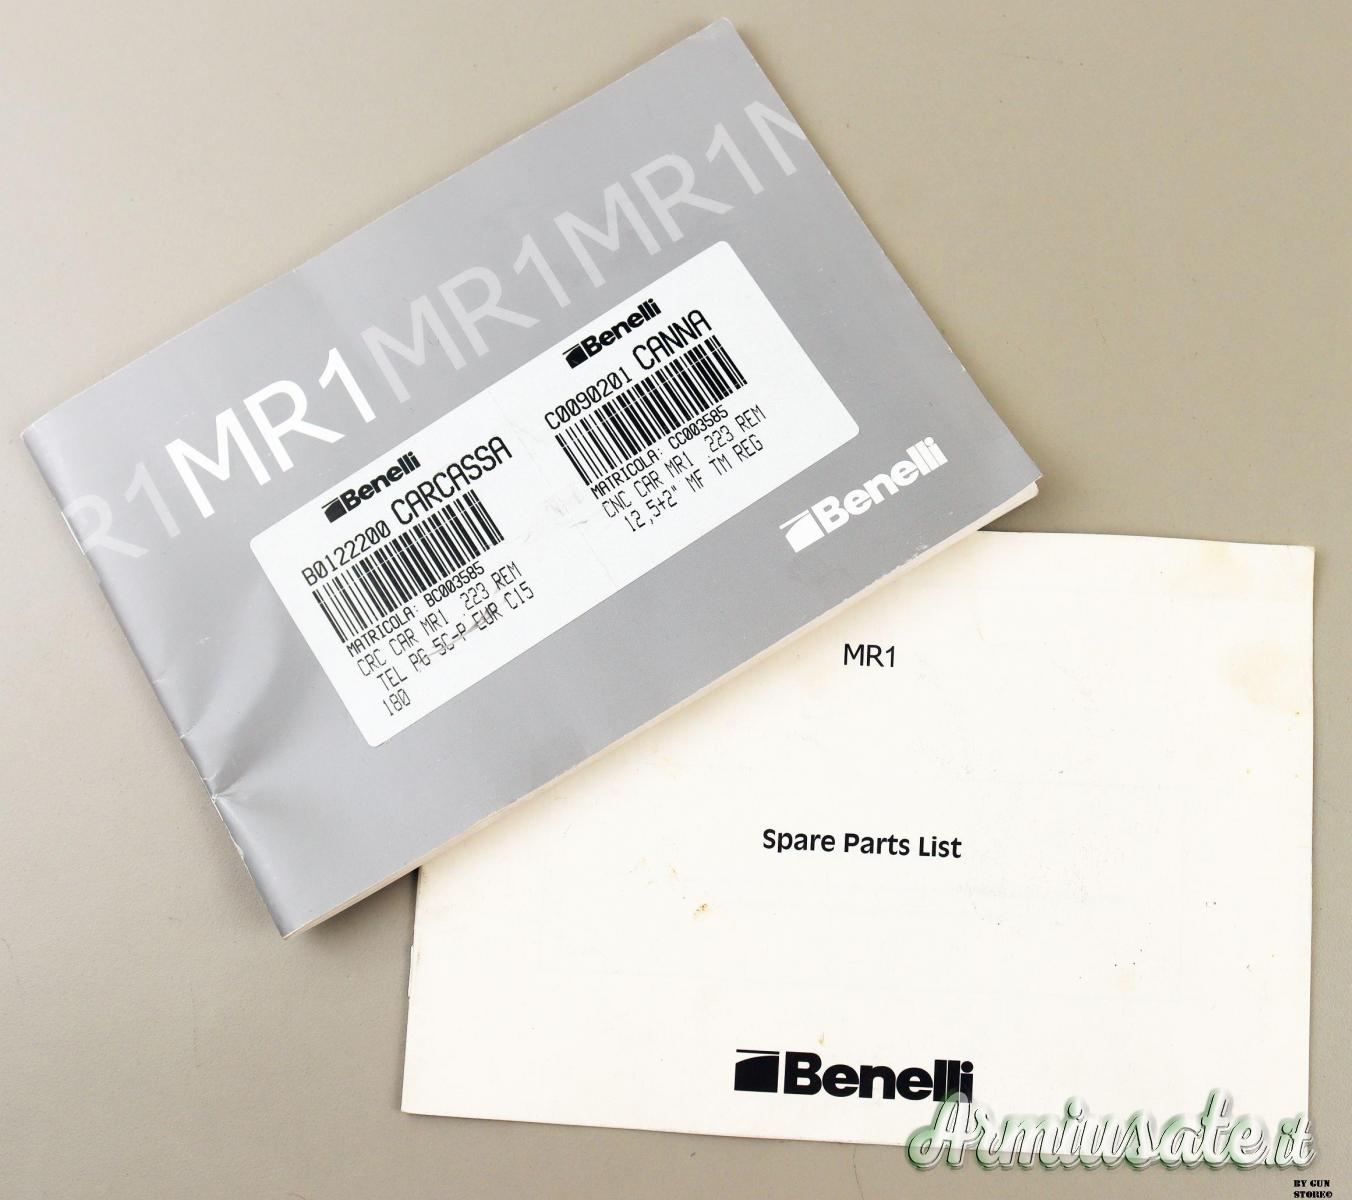 R1MR1MR1MR1M
Benelli
B0122200 CARCASSA
MATRICOLA: BC003585
CRC CAR MR1 .223 REM
TEL RG SC-P EUR C15
180
Benelli
C0090201 CANNA
MATRICOLA: CC003585
CNC CAR MR1 .223 REM
12,5+2" MF TM REG
Benelli
MR1
Spare Parts List
Benelli
Armiusate.it
BY GUN
STORE©